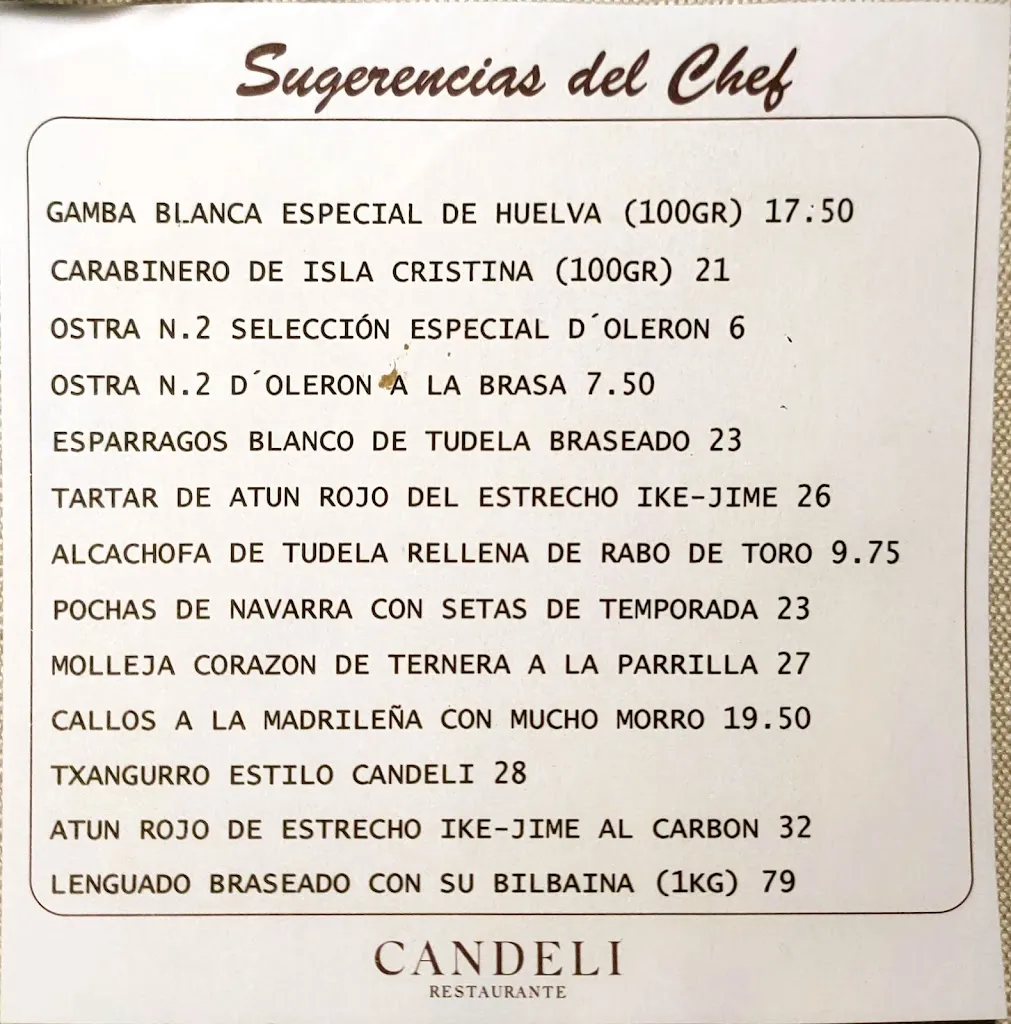 Sugerencias del Chef
GAMBA BLANCA ESPECIAL DE HUELVA (100GR) 17.50
CARABINERO DE ISLA CRISTINA (100GR) 21
OSTRA N.2 SELECCIÓN ESPECIAL D´OLERON 6
OSTRA N.2 D´OLERON A LA BRASA 7.50
ESPARRAGOS BLANCO DE TUDELA BRASEADO 23
TARTAR DE ATUN ROJO DEL ESTRECHO IKE-JIME 26
ALCACHOFA DE TUDELA RELLENA DE RABO DE TORO 9.75
POCHAS DE NAVARRA CON SETAS DE TEMPORADA 23
MOLLEJA CORAZON DE TERNERA A LA PARRILLA 27
CALLOS A LA MADRILEÑA CON MUCHO MORRO 19.50
TXANGURRO ESTILO CANDELI 28
ATUN ROJO DE ESTRECHO IKE-JIME AL CARBON 32
LENGUADO BRASEADO CON SU BILBAINA (1KG) 79
CANDELI
RESTAURANTE